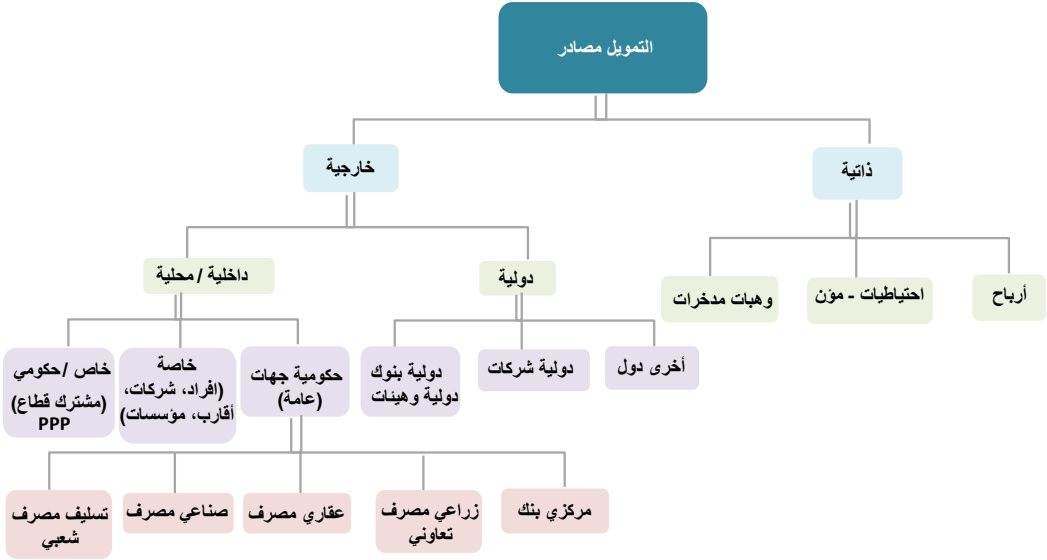 التمويل مصادر
ذاتية
خارجية
أرباح
احتياطيات - مؤن
وهبات مدخرات
دولية
داخلية / محلية
أخرى دول
دولية شركات
دولية بنوك
دولية وهيئات
حكومية جهات
(عامة)
خاصة
(افراد، شركات،
أقارب، مؤسسات)
خاص /حكومي
(مشترك قطاع)
PPP
مركزي بنك
زراعي مصرف
تعاوني
عقاري مصرف
صناعي مصرف
تسليف مصرف
شعبي